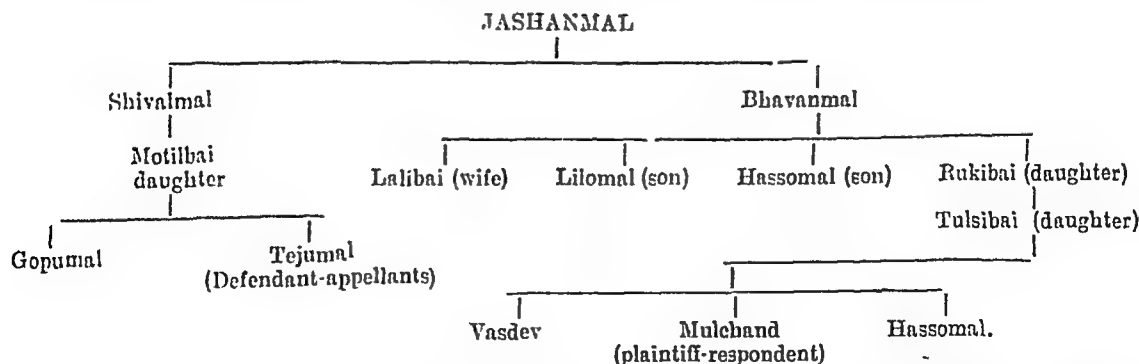 JASHANMAL
Shivalmal Bhavanmal
Motilbai
daughter
Lalibai (wife) Lilomal (son) Hassomal (son) Rukibai (daughter)
Tulsibai (daughter)
Gopumal Tejumal
(Defendant-appellants)
Vasdev Mulchand Hassomal.
(plaintiff-respondent)